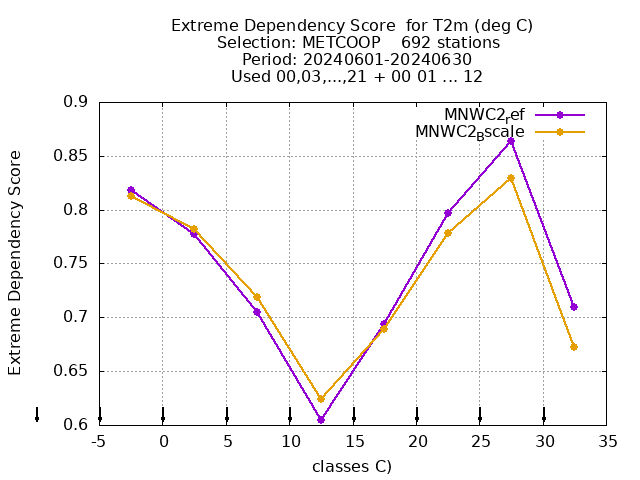 Extreme Dependency Score  for T2m (deg C)
Selection: METCOOP    692 stations
Period: 20240601-20240630
Used 00,03,...,21 + 00 01 ... 12
MNWC2ref
MNWC2Bscale
Extreme Dependency Score
0.9
0.85
0.8
0.75
0.7
0.65
0.6
-5 0 5 10 15 20 25 30 35
classes C)